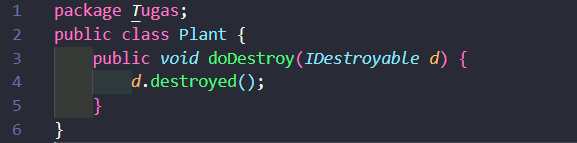 1 package Tugas;
2 public class Plant {
3 public void doDestroy(IDestroyable d) {
4 d.destroyed();
5 }
6 }